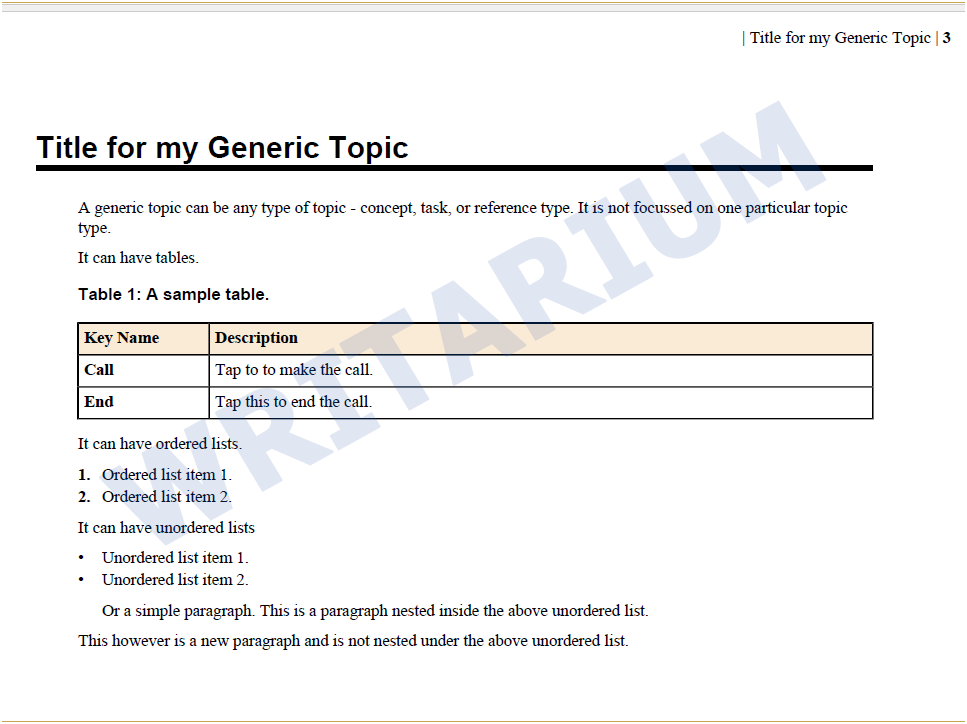 | Title for my Generic Topic | 3
Title for my Generic Topic
A generic topic can be any type of topic - concept, task, or reference type. It is not focussed on one particular topic
type.
It can have tables.
Table 1: A sample table.
Key Name Description
Call Tap to to make the call.
End Tap this to end the call.
It can have ordered lists.
1. Ordered list item 1.
2. Ordered list item 2.
It can have unordered lists
• Unordered list item 1.
• Unordered list item 2.
Or a simple paragraph. This is a paragraph nested inside the above unordered list.
This however is a new paragraph and is not nested under the above unordered list.
WRITARIUM